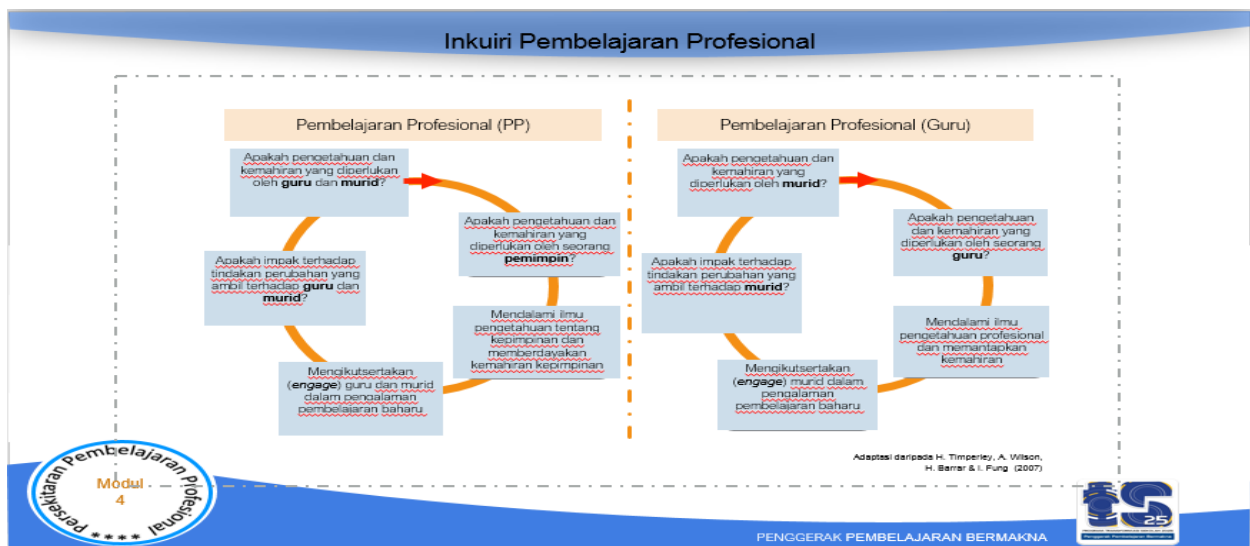 Inkuiri Pembelajaran Profesional
Pembelajaran Profesional (PP)
Apakah pengetahuan dan
kemahiran yang diperlukan
oleh guru dan murid?
Apakah pengetahuan dan
kemahiran yang
diperlukan oleh seorang
pemimpin?
Mendalami ilmu
pengetahuan tentang
kepimpinan dan
memberdayakan
kemahiran kepimpinan
Mengikutsertakan
(engage) guru dan murid
dalam pengalaman
pembelajaran baharu
Apakah impak terhadap
tindakan perubahan yang
ambil terhadap guru dan
murid?
Pembelajaran Profesional (Guru)
Apakah pengetahuan dan
kemahiran yang
diperlukan oleh murid?
Apakah pengetahuan
dan kemahiran yang
diperlukan oleh seorang
guru?
Mendalami ilmu
pengetahuan profesional
dan memantapkan
kemahiran
Mengikutsertakan
(engage) murid dalam
pengalaman
pembelajaran baharu
Apakah impak terhadap
tindakan perubahan yang
ambil terhadap murid?
Adaptasi daripada H. Timperley, A. Wilson,
H. Barrar & I. Fung (2007)
Persekitaran Pembelajaran Profesional ****
Modul
4
25
Penggerak Pembelajaran Bermakna
PENGGERAK PEMBELAJARAN BERMAKNA